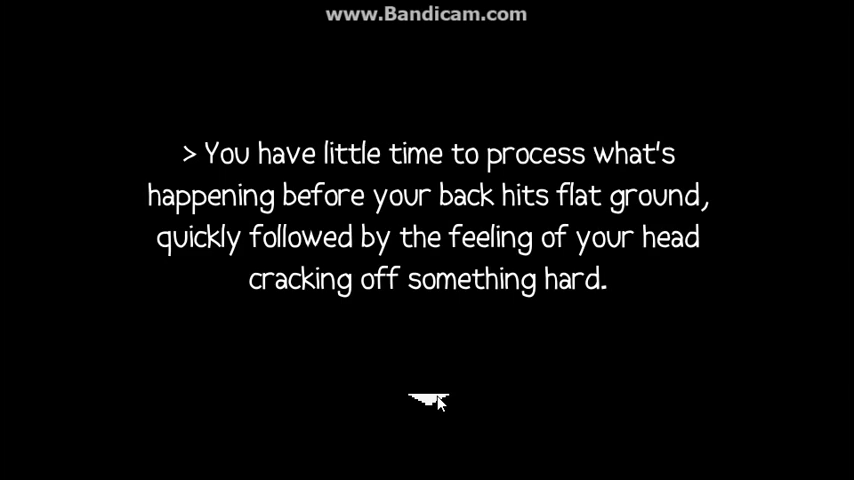 www.Bandicam.com
> You have little time to process what's
happening before your back hits flat ground,
quickly followed by the feeling of your head
cracking off something hard.